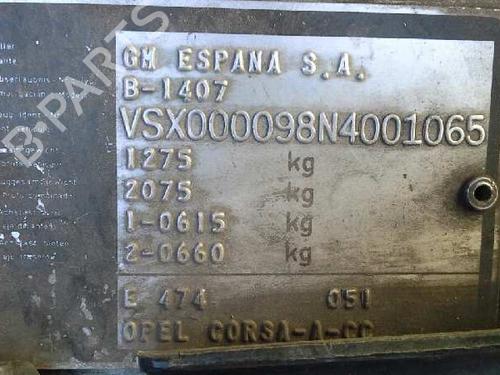 GM ESPANA S.A.
B-1407
VSX000098N4001065
1275 kg
2075 kg
1-0615 kg
2-0660 kg
E 474 051
OPEL CORSA-A-CC
B-PARTS